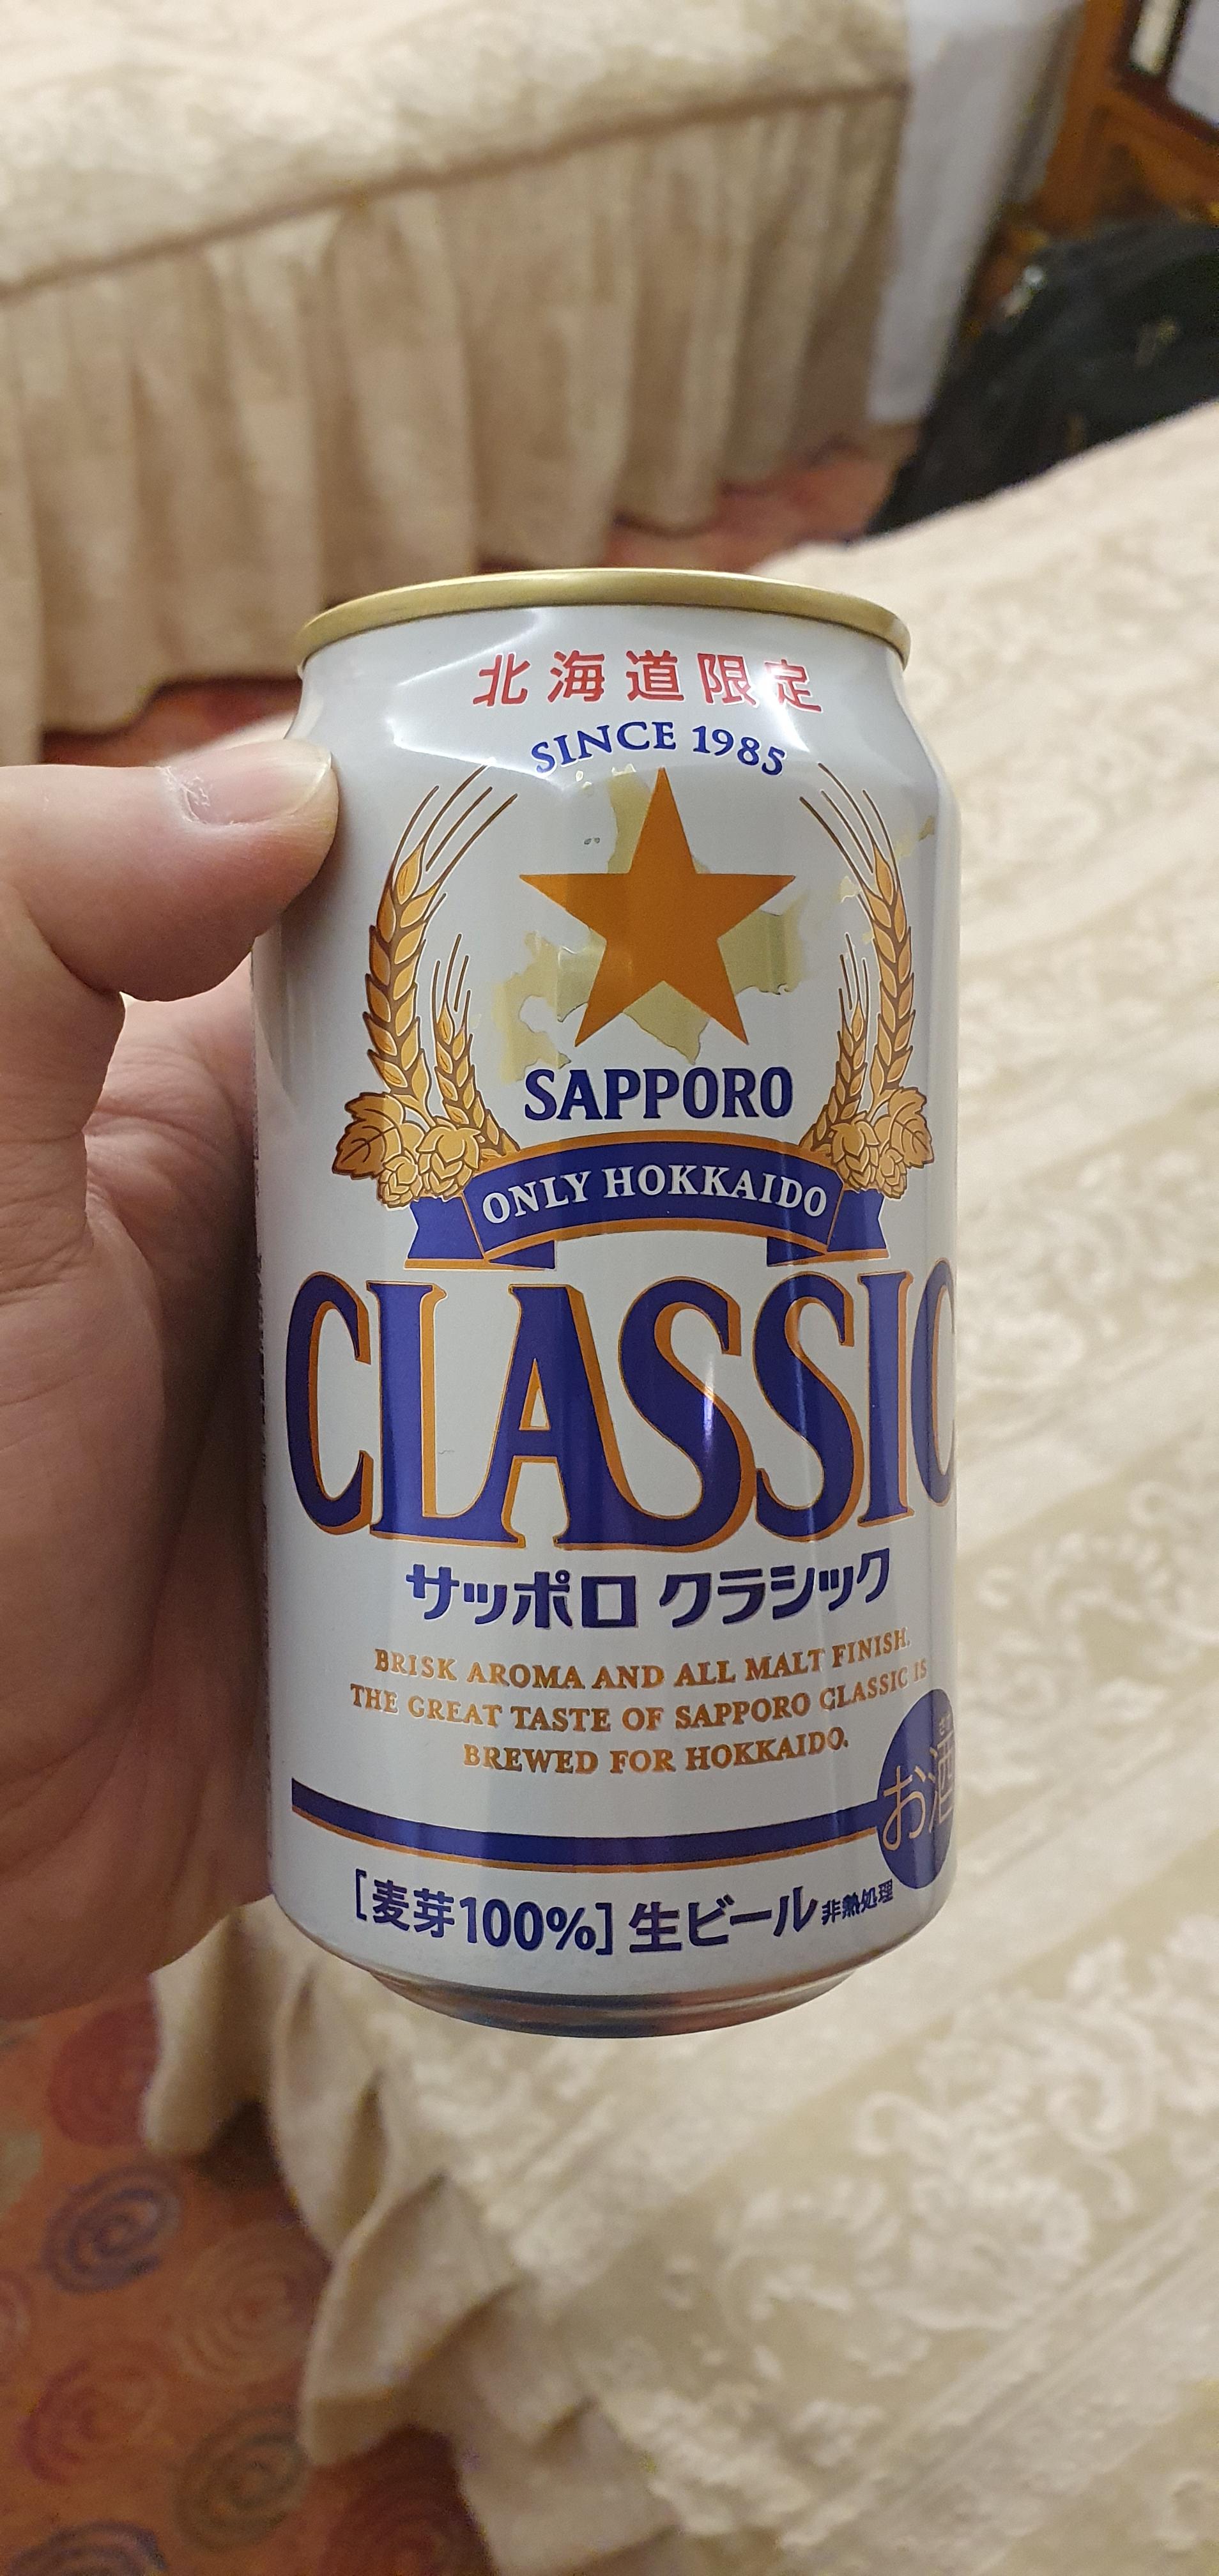 北海道限定
SINCE 1985
SAPPORO
ONLY HOKKAIDO
CLASSIC
サッポロ クラシック
BRISK AROMA AND ALL MALT FINISH.
THE GREAT TASTE OF SAPPORO CLASSIC IS
BREWED FOR HOKKAIDO.
お酒
[麦芽100%] 生ビール 非熱処理